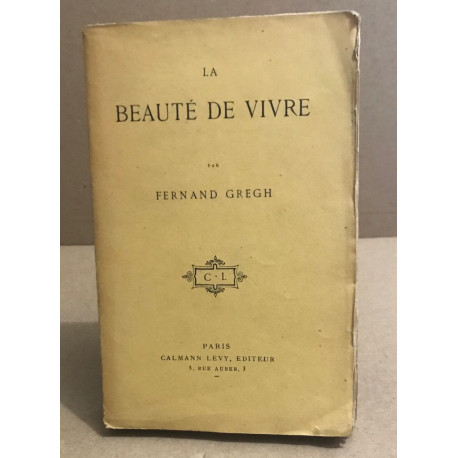 LA
BEAUTÉ DE VIVRE
PAR
FERNAND GREGH
C · L
PARIS
CALMANN LÉVY, ÉDITEUR
3, RUE AUBER, 3